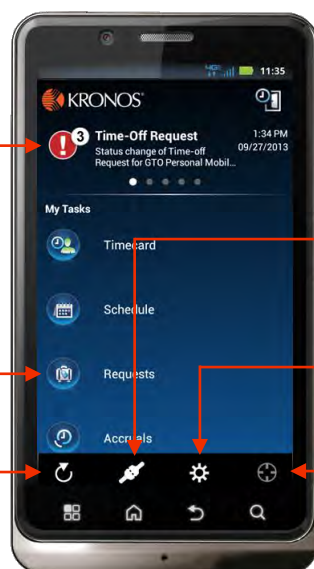 4G 11:35
KRONOS
3 Time-Off Request 1:34 PM
Status change of Time-off 09/27/2013
Request for GTO Personal Mobil...
My Tasks
Timecard
Schedule
Requests
Accruals